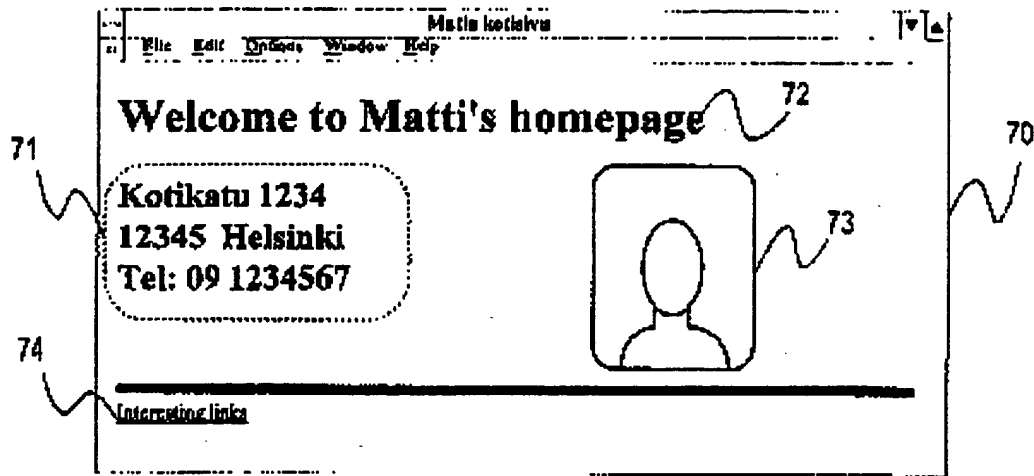 Matin kotisivu
File Edit Options Window Help
Welcome to Matti's homepage
72
71
70
Kotikatu 1234
12345 Helsinki
Tel: 09 1234567
73
74
Interesting links